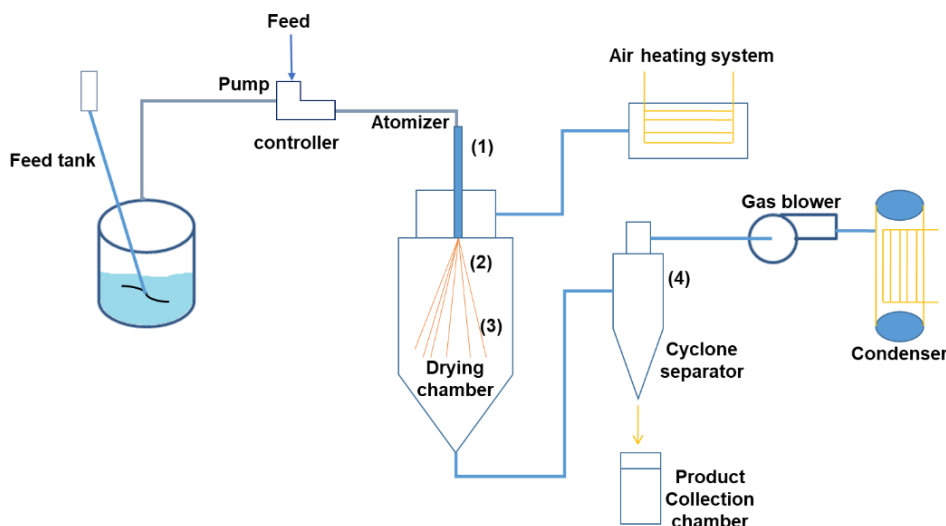 Feed
Air heating system
Pump
Atomizer
controller
(1)
Feed tank
Gas blower
(2)
(4)
(3)
Drying
chamber
Cyclone
separator
Condenser
Product
Collection
chamber